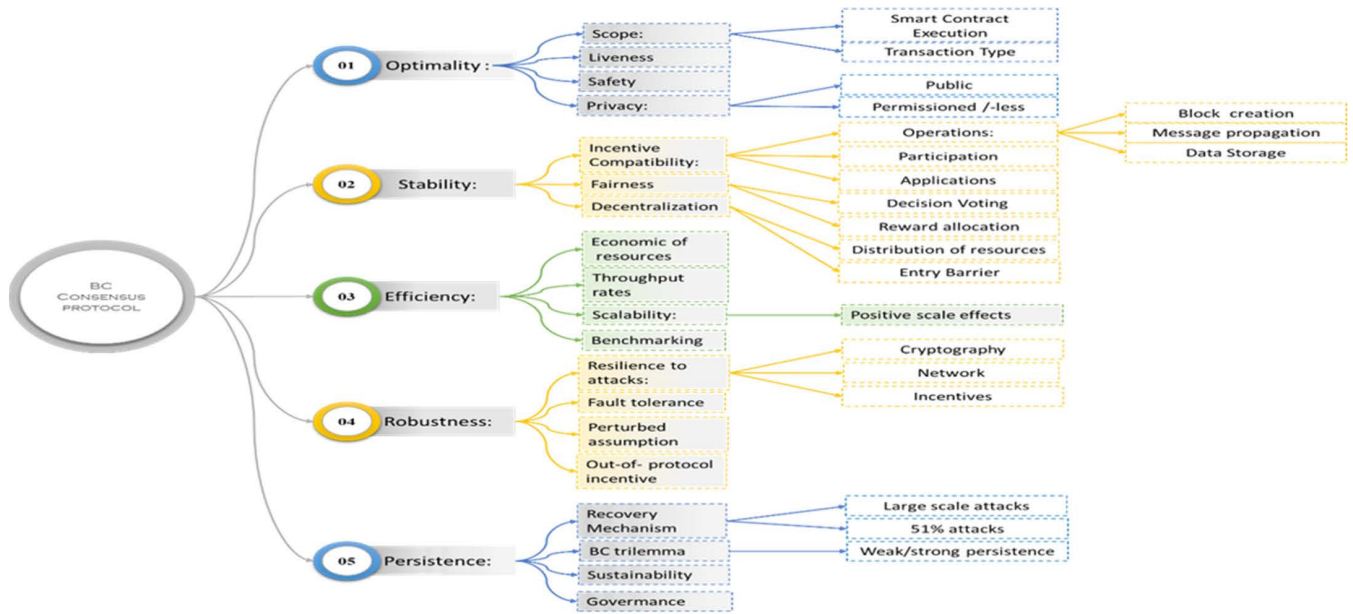 BC
CONSENSUS
PROTOCOL
01
Optimality :
Scope:
Smart Contract
Execution
Transaction Type
Liveness
Safety
Privacy:
Public
Permissioned /-less
02
Stability:
Incentive
Compatibility:
Operations:
Block creation
Message propagation
Data Storage
Participation
Applications
Fairness
Decision Voting
Reward allocation
Decentralization
Distribution of resources
Entry Barrier
03
Efficiency:
Economic of
resources
Throughput
rates
Scalability:
Positive scale effects
Benchmarking
04
Robustness:
Resilience to
attacks:
Cryptography
Network
Incentives
Fault tolerance
Perturbed
assumption
Out-of- protocol
incentive
05
Persistence:
Recovery
Mechanism
Large scale attacks
51% attacks
BC trilemma
Weak/strong persistence
Sustainability
Governance